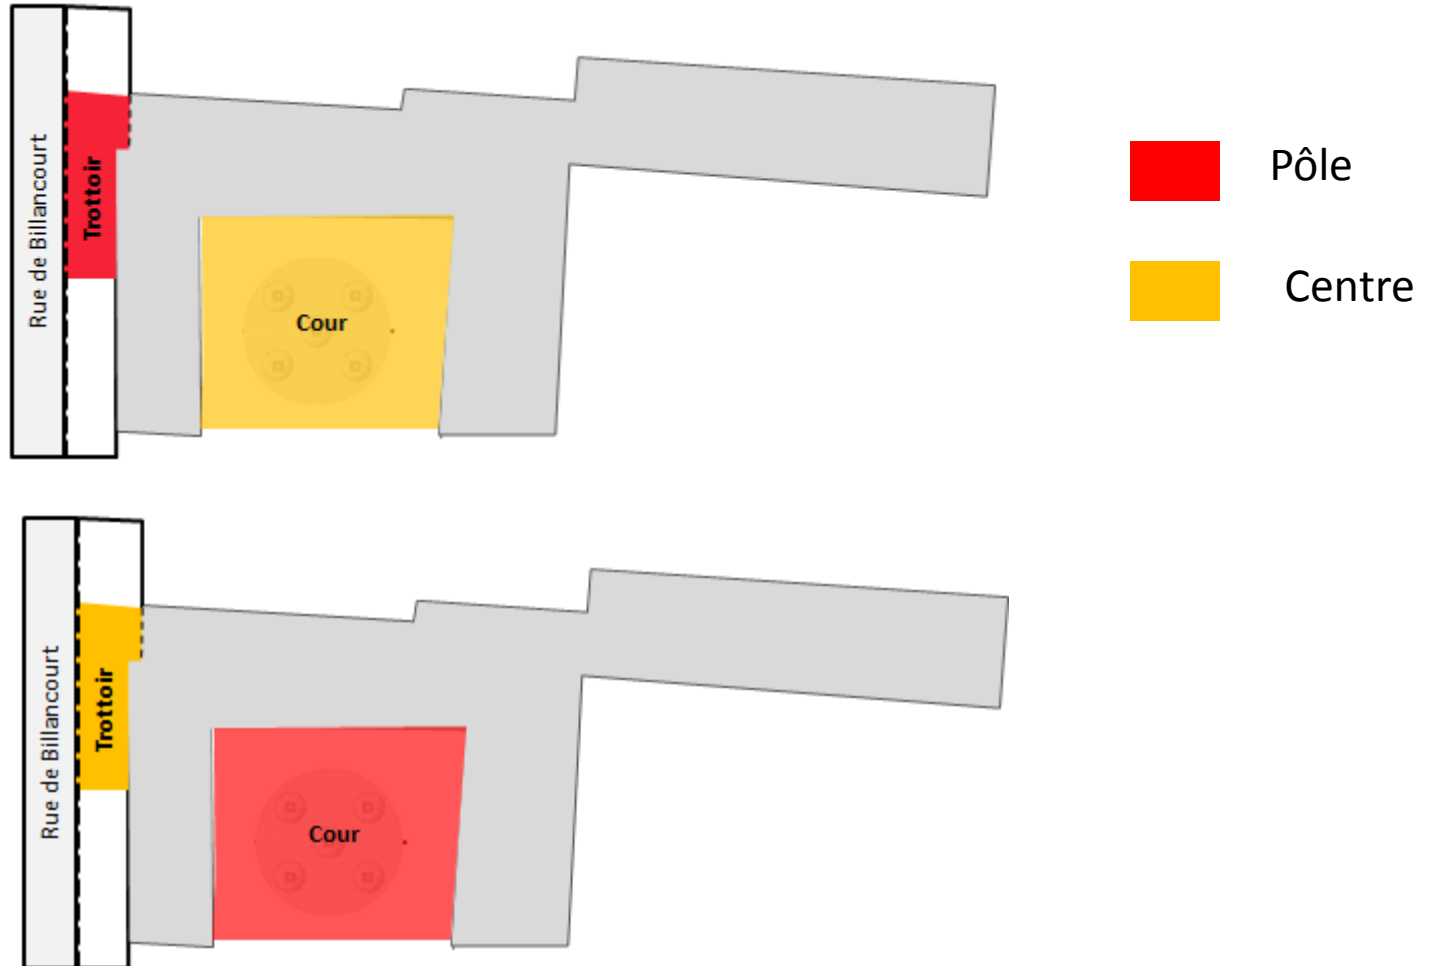 Rue de Billancourt
Trottoir
Cour
Pôle
Centre
Rue de Billancourt
Trottoir
Cour